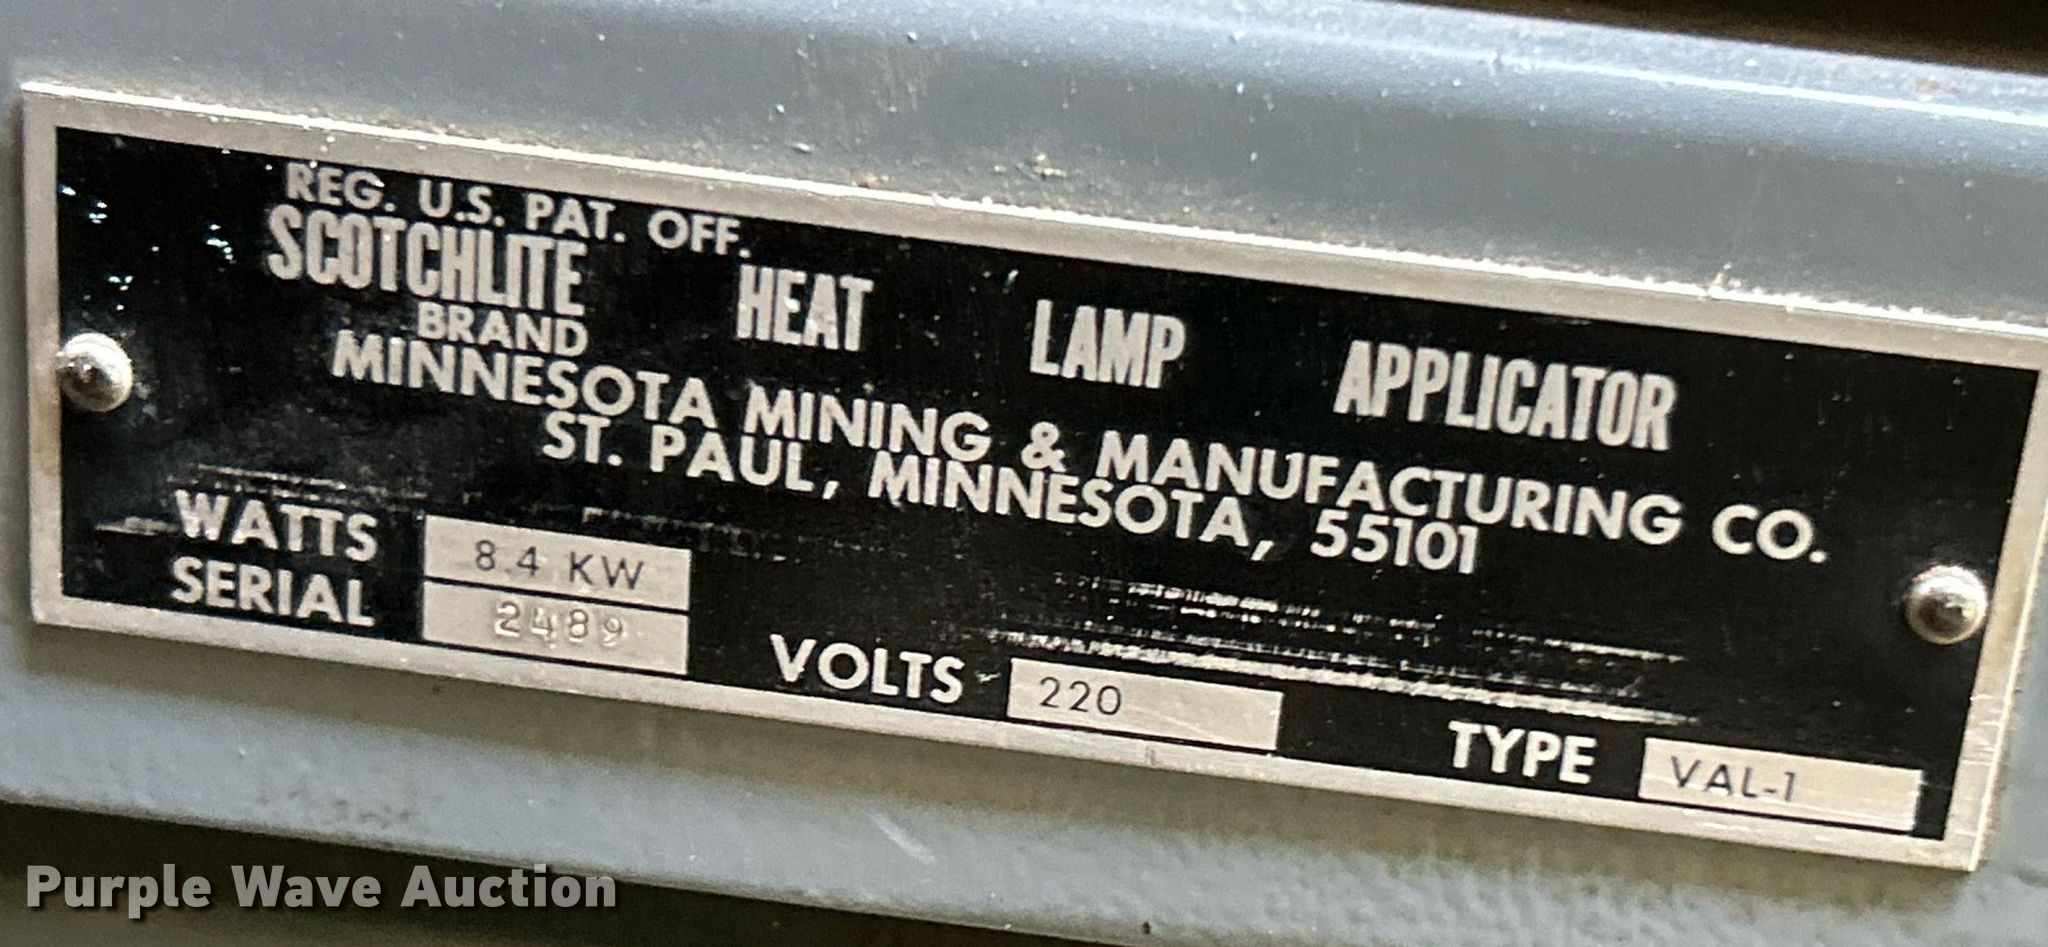 REG. U.S. PAT. OFF.
SCOTCHLITE HEAT LAMP APPLICATOR
BRAND
MINNESOTA MINING & MANUFACTURING CO.
ST. PAUL, MINNESOTA, 55101
WATTS 8.4 KW
SERIAL 2489
VOLTS 220
TYPE VAL-1
Purple Wave Auction